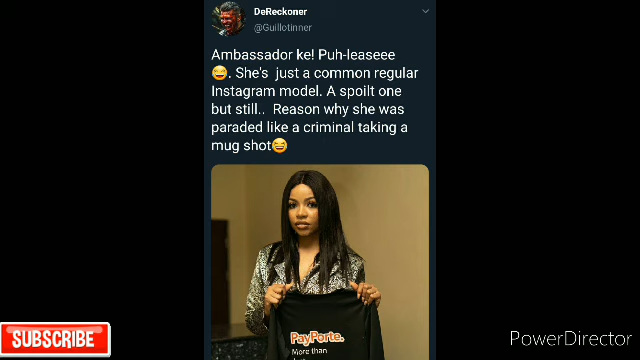 DeReckoner
@Guillotinner
Ambassador ke! Puh-leaseee
😂. She's just a common regular
Instagram model. A spoilt one
but still.. Reason why she was
paraded like a criminal taking a
mug shot😂
PayPorte.
More than
SUBSCRIBE
PowerDirector